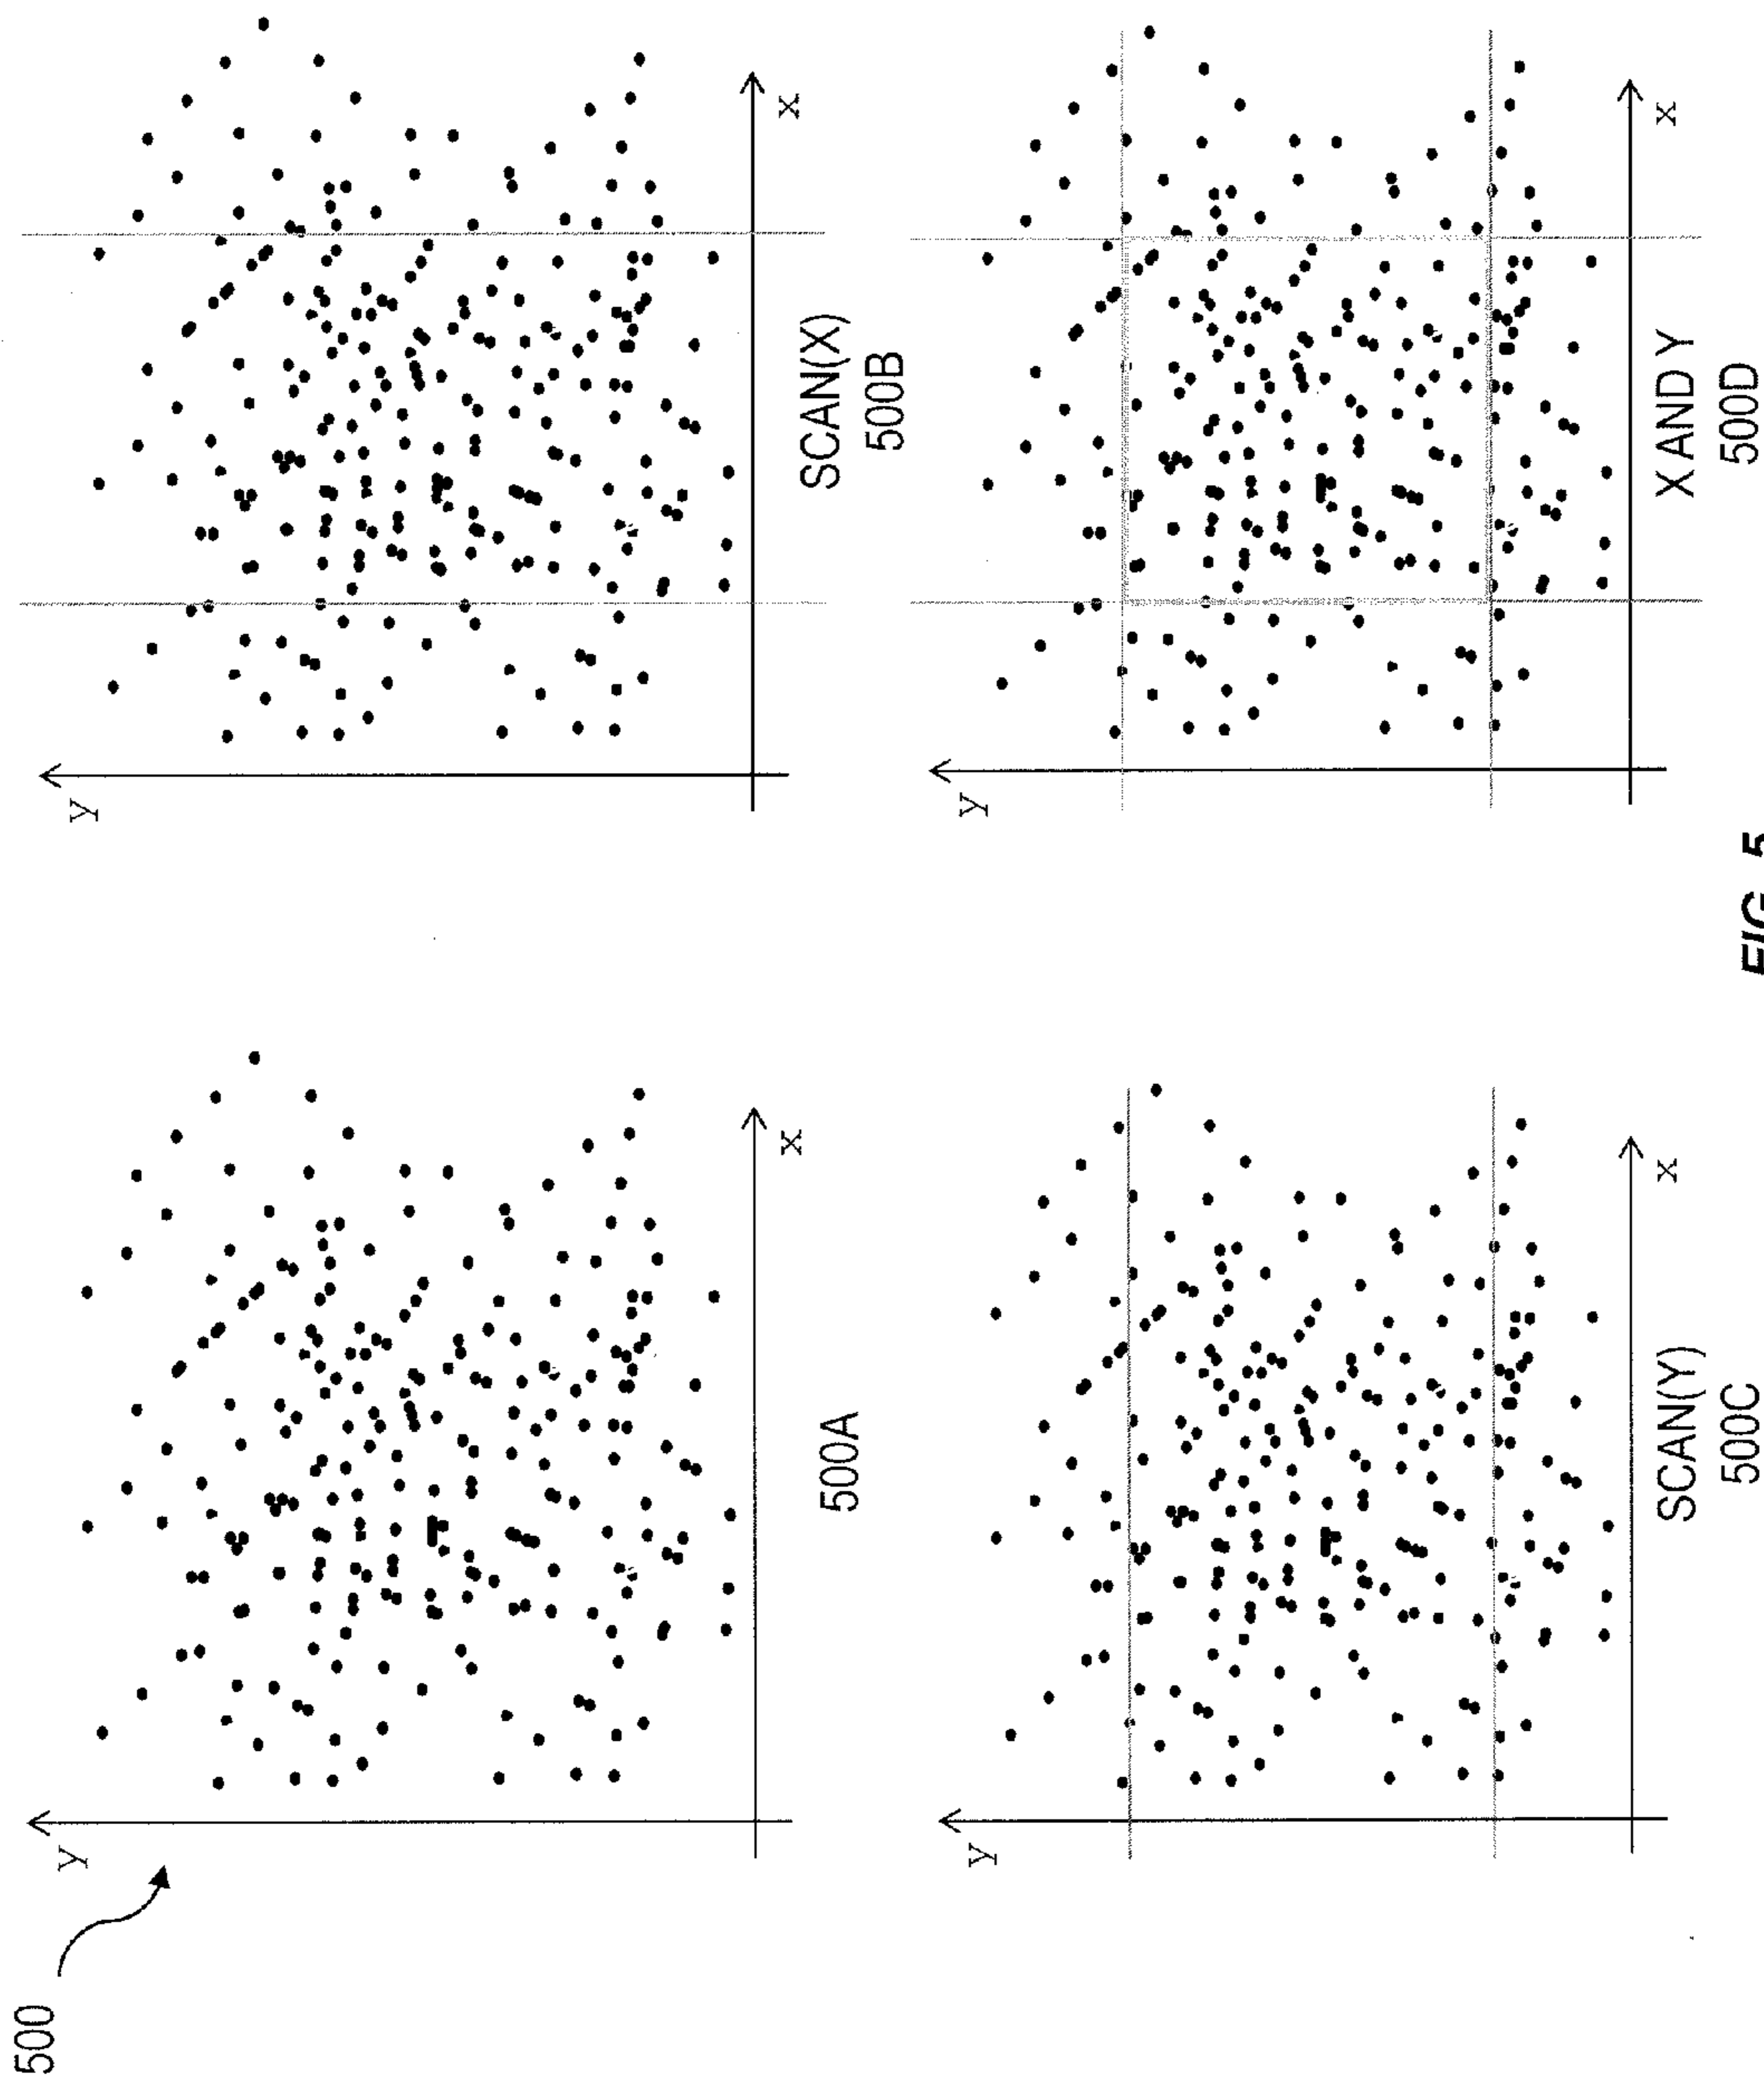 500
Y
x
500A
Y
x
SCAN(X)
500B
Y
x
SCAN(Y)
500C
Y
x
X AND Y
500D
FIG. 5